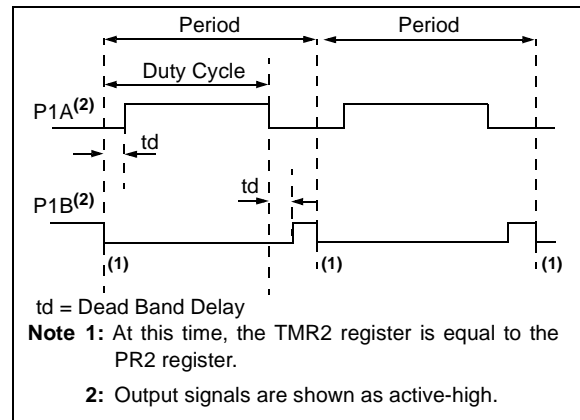 Period Period
Duty Cycle
P1A(2)
td
td
P1B(2)
(1) (1) (1)
td = Dead Band Delay
Note 1: At this time, the TMR2 register is equal to the
PR2 register.
2: Output signals are shown as active-high.